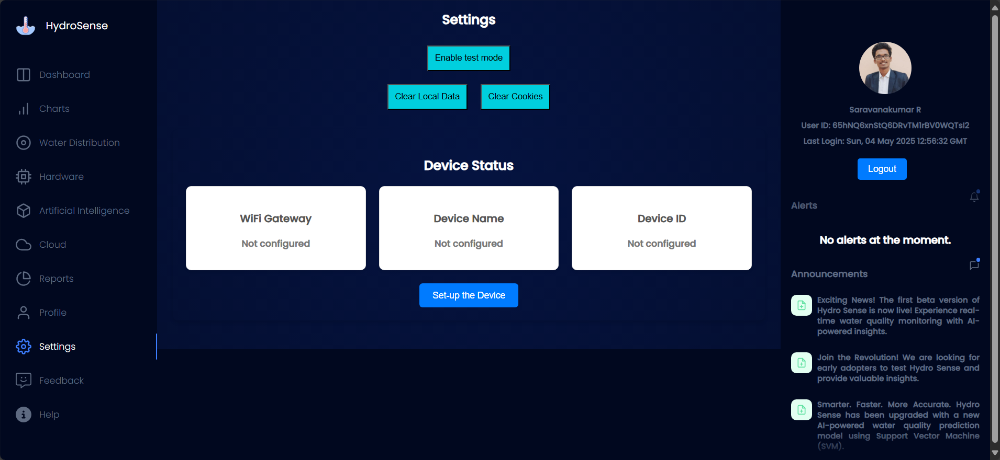 HydroSense
Dashboard
Charts
Water Distribution
Hardware
Artificial Intelligence
Cloud
Reports
Profile
Settings
Feedback
Help
Settings
Enable test mode
Clear Local Data
Clear Cookies
Device Status
WiFi Gateway
Not configured
Device Name
Not configured
Device ID
Not configured
Set-up the Device
Saravanakumar R
User ID: 65hNQ6xnStQ6DRvTM1rBV0WQTsI2
Last Login: Sun, 04 May 2025 12:56:32 GMT
Logout
Alerts
No alerts at the moment.
Announcements
Exciting News! The first beta version of
Hydro Sense is now live! Experience real-
time water quality monitoring with AI-
powered insights.
Join the Revolution! We are looking for
early adopters to test Hydro Sense and
provide valuable insights.
Smarter. Faster. More Accurate. Hydro
Sense has been upgraded with a new
AI-powered water quality prediction
model using Support Vector Machine
(SVM).